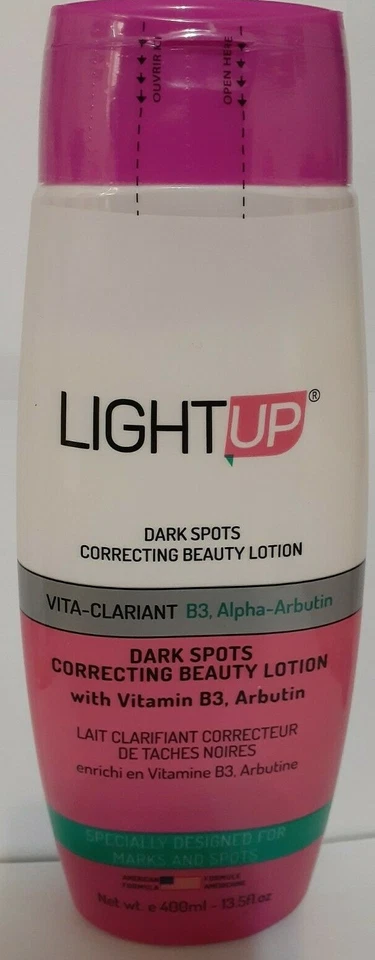 OUVRIR ICI
OPEN HERE
LIGHTUP®
DARK SPOTS
CORRECTING BEAUTY LOTION
VITA-CLARIANT B3, Alpha-Arbutin
DARK SPOTS
CORRECTING BEAUTY LOTION
with Vitamin B3, Arbutin
LAIT CLARIFIANT CORRECTEUR
DE TACHES NOIRES
enrichi en Vitamine B3, Arbutine
SPECIALLY DESIGNED FOR
MARKS AND SPOTS
AMERICAN FORMULE
FORMULA AMERICAINE
Net wt. e 400ml - 13.5fl oz